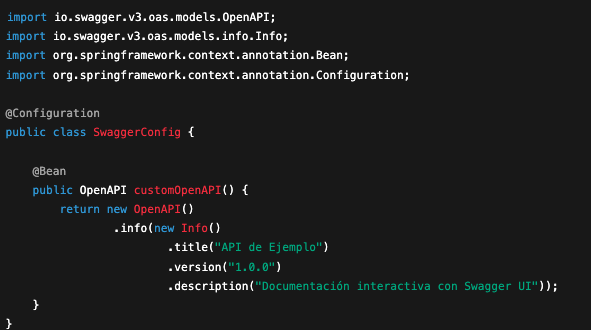 import io.swagger.v3.oas.models.OpenAPI;
import io.swagger.v3.oas.models.info.Info;
import org.springframework.context.annotation.Bean;
import org.springframework.context.annotation.Configuration;

@Configuration
public class SwaggerConfig {

    @Bean
    public OpenAPI customOpenAPI() {
        return new OpenAPI()
                .info(new Info()
                        .title("API de Ejemplo")
                        .version("1.0.0")
                        .description("Documentación interactiva con Swagger UI"));
    }
}